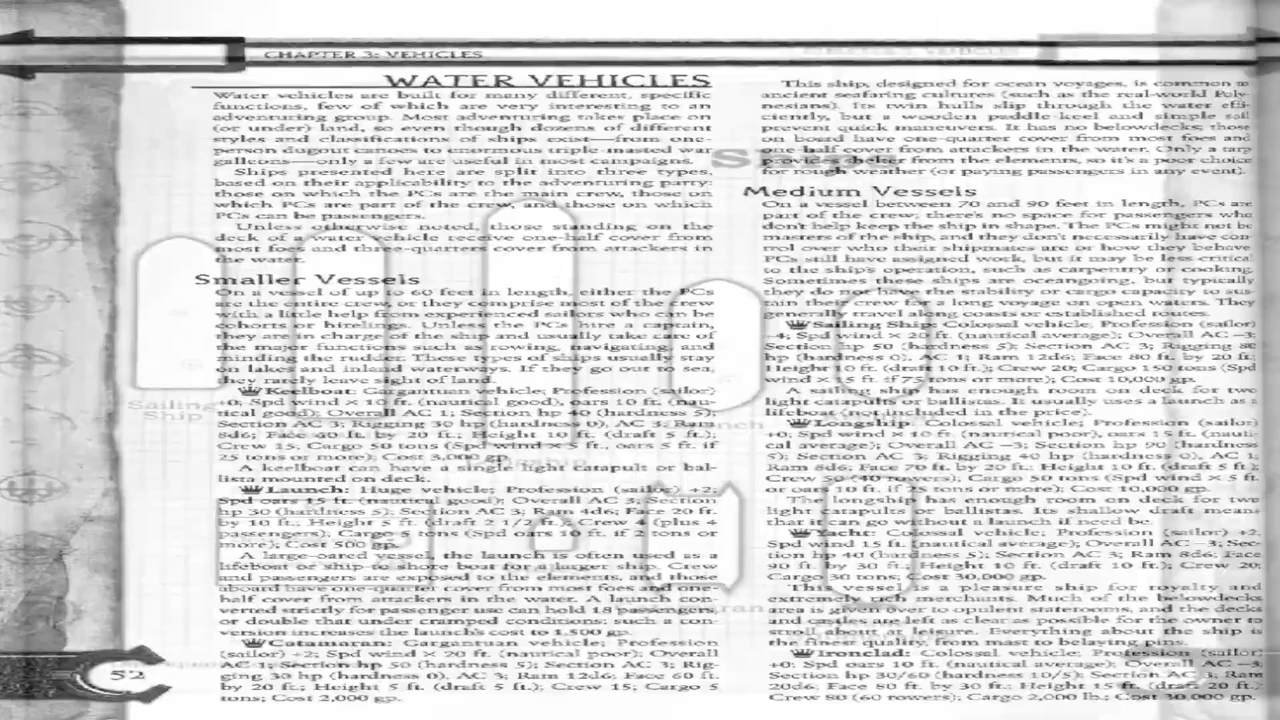 CHAPTER 3: VEHICLES
WATER VEHICLES
Water vehicles are built for many different, specific
functions, few of which are very interesting to an
adventuring group. Most adventuring takes place on
(or under) land, so even though dozens of different
styles and classifications of ships exist—from one-
person dugout canoes to enormous triple-masted war
galleons—only a few are useful in most campaigns.
Ships presented here are split into three types,
based on their applicability to the adventuring party:
those on which the PCs are the main crew, those on
which PCs are part of the crew, and those on which
PCs can be passengers.
Unless otherwise noted, those standing on the
deck of a water vehicle receive one-half cover from
most foes and three-quarters cover from attackers in
the water.
Smaller Vessels
On a vessel of up to 60 feet in length, either the PCs
are the entire crew, or they comprise most of the crew
with a little help from experienced sailors who can be
cohorts or hirelings. Unless the PCs hire a captain,
they are in charge of the ship and usually take care of
the major functions such as rowing, navigating, and
minding the rudder. These types of ships usually stay
on lakes and inland waterways. If they go out to sea,
they rarely leave sight of land.
Keelboat: Gargantuan vehicle; Profession (sailor)
+0; Spd wind × 10 ft. (nautical good), oars 10 ft. (nau-
tical good); Overall AC 1; Section hp 40 (hardness 5);
Section AC 3; Rigging 30 hp (hardness 0), AC 3; Ram
8d6; Face 40 ft. by 20 ft.; Height 10 ft. (draft 5 ft.);
Crew 15; Cargo 50 tons (Spd wind × 5 ft., oars 5 ft. if
25 tons or more); Cost 3,000 gp.
A keelboat can have a single light catapult or bal-
lista mounted on deck.
Launch: Huge vehicle; Profession (sailor) +2;
Spd oars 15 ft. (nautical good); Overall AC 3; Section
hp 30 (hardness 5); Section AC 3; Ram 4d6; Face 20 ft.
by 10 ft.; Height 5 ft. (draft 2 1/2 ft.); Crew 4 (plus 4
passengers); Cargo 5 tons (Spd oars 10 ft. if 2 tons or
more); Cost 500 gp.
A large-oared vessel, the launch is often used as a
lifeboat or ship-to-shore boat for a larger ship. Crew
and passengers are exposed to the elements, and those
aboard have one-quarter cover from most foes and one-
half cover from attackers in the water. A launch con-
verted strictly for passenger use can hold 18 passengers,
or double that under cramped conditions; such a con-
version increases the launch's cost to 1,500 gp.
Catamaran: Gargantuan vehicle; Profession
(sailor) +2; Spd wind × 20 ft. (nautical poor); Overall
AC 1; Section hp 50 (hardness 5); Section AC 3; Rig-
ging 30 hp (hardness 0), AC 3; Ram 12d6; Face 60 ft.
by 20 ft.; Height 5 ft. (draft 5 ft.); Crew 15; Cargo 5
tons; Cost 2,000 gp.
This ship, designed for ocean voyages, is common in
ancient seafaring cultures (such as the real-world Poly-
nesians). Its twin hulls slip through the water effi-
ciently, but a wooden paddle-keel and simple sail
prevent quick maneuvers. It has no belowdecks; those
on board have one-quarter cover from most foes and
one-half cover from attackers in the water. Only a tarp
provides shelter from the elements, so it's a poor choice
for rough weather (or paying passengers in any event).
Medium Vessels
On a vessel between 70 and 90 feet in length, PCs are
part of the crew; there's no space for passengers who
don't help keep the ship in shape. The PCs might not be
masters of the ship, and they don't necessarily have con-
trol over who their shipmates are or how they behave.
PCs still have assigned work, but it may be less critical
to the ship's operation, such as carpentry or cooking.
Sometimes these ships are oceangoing, but typically
they do not have the stability or cargo capacity to sus-
tain their crew for a long voyage on open waters. They
generally travel along coasts or established routes.
Sailing Ship: Colossal vehicle; Profession (sailor)
-4; Spd wind × 20 ft. (nautical average); Overall AC -3;
Section hp 50 (hardness 5); Section AC 3; Rigging 80
hp (hardness 0), AC 1; Ram 12d6; Face 80 ft. by 20 ft.;
Height 10 ft. (draft 10 ft.); Crew 20; Cargo 150 tons (Spd
wind × 15 ft. if 75 tons or more); Cost 10,000 gp.
A sailing ship has enough room on deck for two
light catapults or ballistas. It usually uses a launch as a
lifeboat (not included in the price).
Longship: Colossal vehicle; Profession (sailor)
+0; Spd wind × 10 ft. (nautical poor), oars 15 ft. (nauti-
cal average); Overall AC -3; Section hp 90 (hardness
5); Section AC 3; Rigging 40 hp (hardness 0), AC 1;
Ram 8d6; Face 70 ft. by 20 ft.; Height 10 ft. (draft 5 ft.);
Crew 50 (40 rowers); Cargo 50 tons (Spd wind × 5 ft.
or oars 10 ft. if 25 tons or more); Cost 10,000 gp.
The longship has enough room on deck for two
light catapults or ballistas. Its shallow draft means
that it can go without a launch if need be.
Yacht: Colossal vehicle; Profession (sailor) +2;
Spd wind 15 ft. (nautical average); Overall AC -3; Sec-
tion hp 40 (hardness 5); Section AC 3; Ram 8d6; Face
90 ft. by 30 ft.; Height 10 ft. (draft 10 ft.); Crew 20;
Cargo 30 tons; Cost 30,000 gp.
This vessel is a pleasure ship for royalty and
extremely rich merchants. Much of the belowdecks
area is given over to opulent staterooms, and the decks
and castles are left as clear as possible for the owner to
stroll about at leisure. Everything about the ship is
the finest quality, from mast to belaying pins.
Ironclad: Colossal vehicle; Profession (sailor)
+0; Spd oars 10 ft. (nautical average); Overall AC -3;
Section hp 30/60 (hardness 10/5); Section AC 3; Ram
20d6; Face 80 ft. by 30 ft.; Height 15 ft. (draft 20 ft.);
Crew 80 (60 rowers); Cargo 2,000 lb.; Cost 30,000 gp.
Sailing
Ship
52